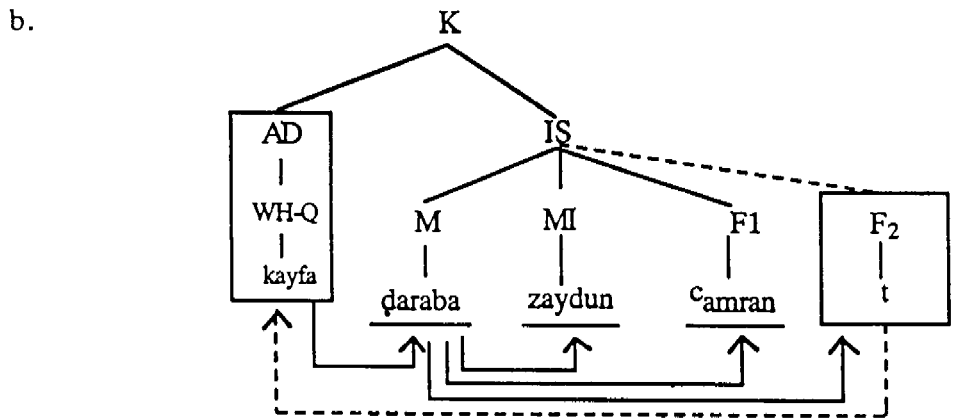 b.
K
AD
IS
WH-Q
M
MI
F1
F₂
kayfa
ḍaraba
zaydun
ᶜamran
t